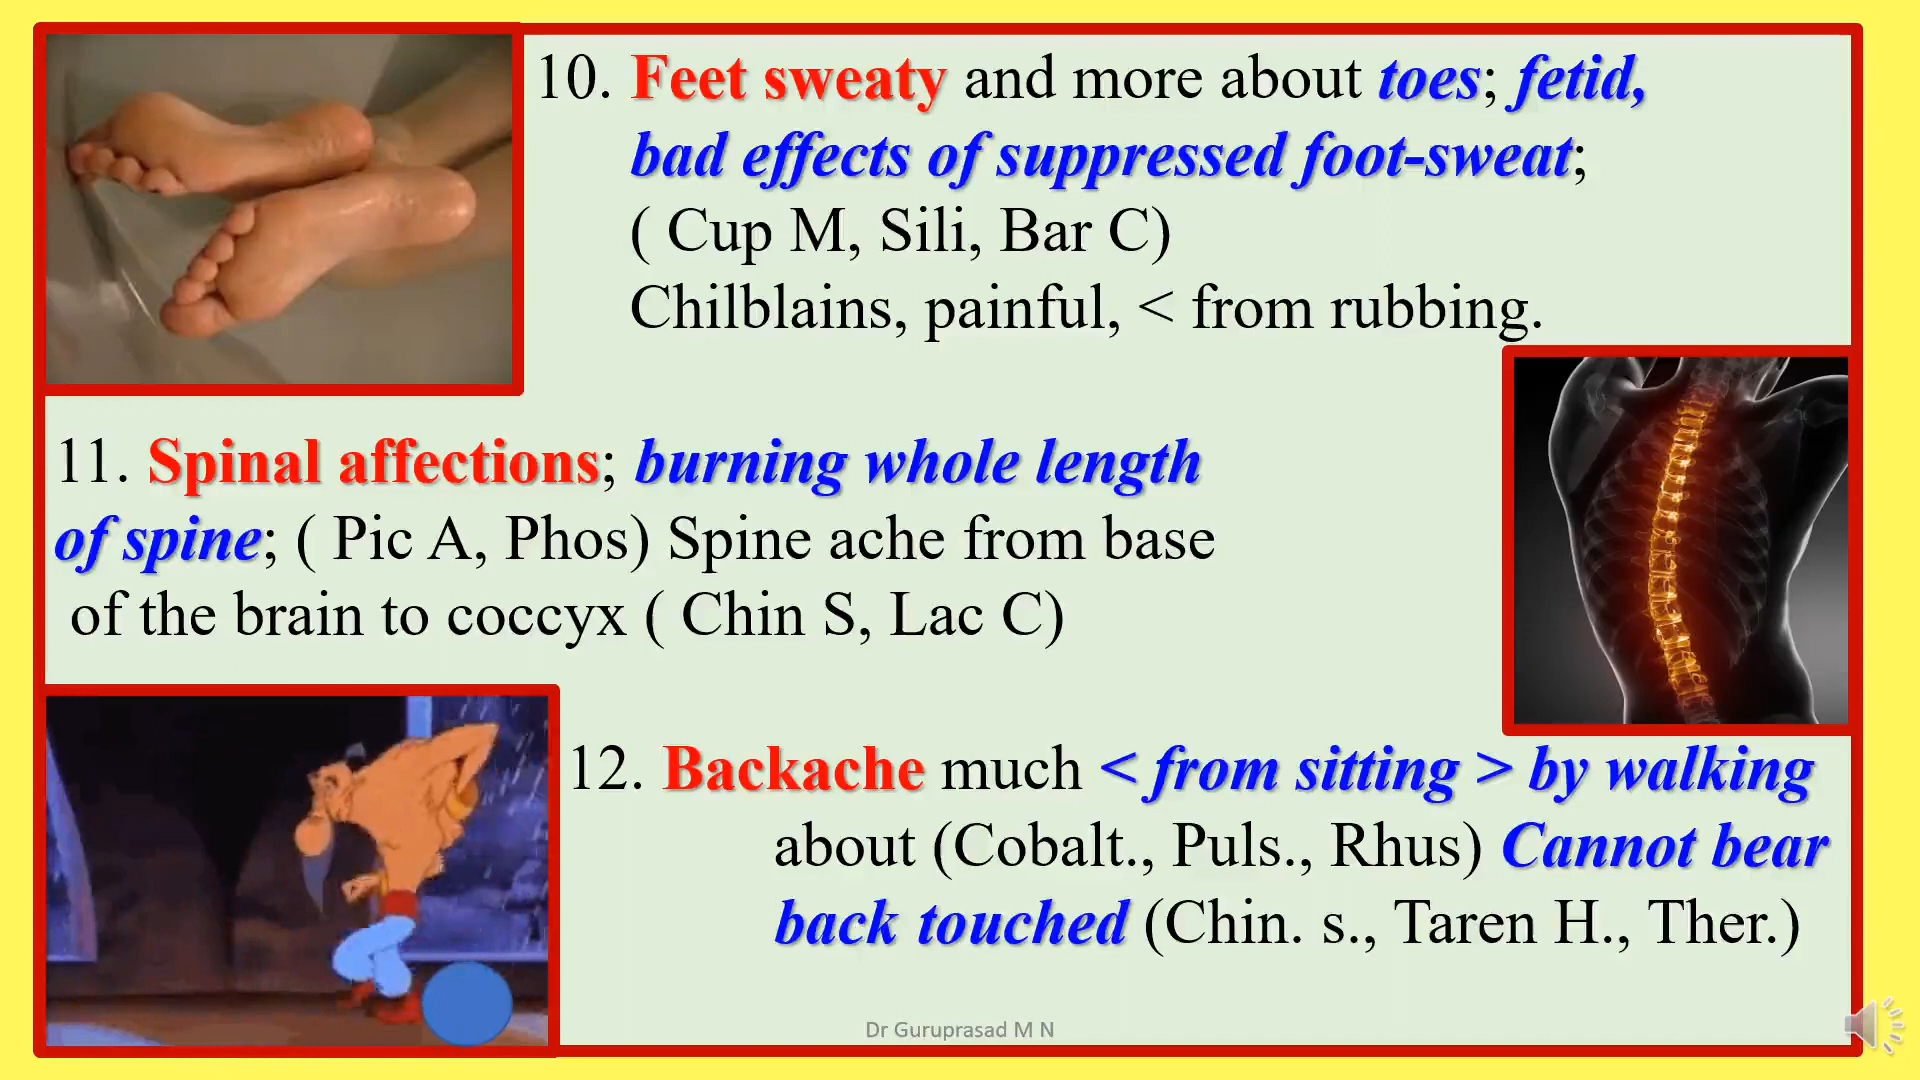 10. Feet sweaty and more about toes; fetid,
bad effects of suppressed foot-sweat;
( Cup M, Sili, Bar C)
Chilblains, painful, < from rubbing.
11. Spinal affections; burning whole length
of spine; ( Pic A, Phos) Spine ache from base
of the brain to coccyx ( Chin S, Lac C)
12. Backache much < from sitting > by walking
about (Cobalt., Puls., Rhus) Cannot bear
back touched (Chin. s., Taren H., Ther.)
Dr Guruprasad M N